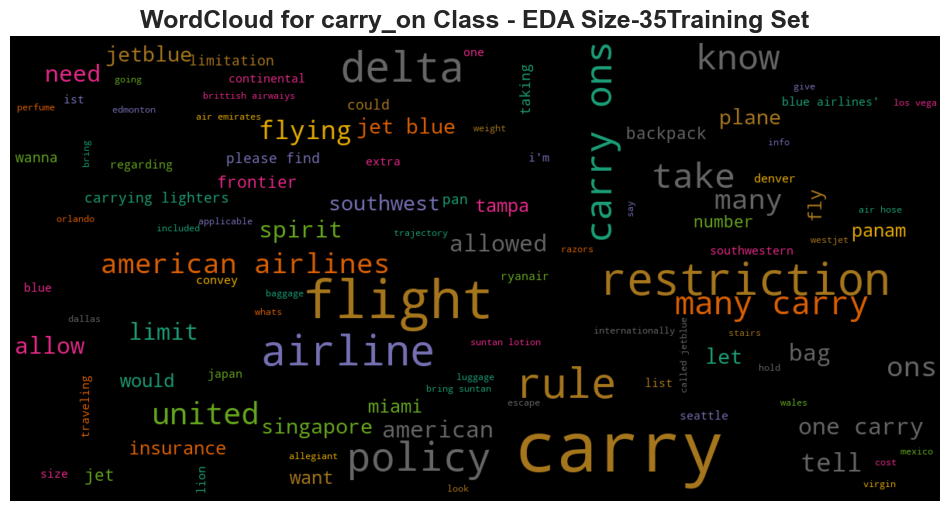 WordCloud for carry_on Class - EDA Size-35Training Set
jetblue
limitation
need
going
continental
ist
brittish airwaiys
perfume
edmonton
air emirates
delta
one
could
taking
flying
jet blue
weight
carry ons
know
give
blue airlines'
los vega
plane
backpack
info
wanna
bring
regarding
please find
extra
i'm
frontier
take
denver
carrying lighters
southwest
pan
tampa
many
fly
say
number
air hose
orlando
included
applicable
spirit
trajectory
allowed
razors
southwestern
westjet
panam
american airlines
convey
ryanair
restriction
blue
baggage
flight
many carry
whats
dallas
limit
internationally
called jetblue
stairs
allow
airline
suntan lotion
let
bag
ons
hold
would
japan
luggage
bring suntan
rule
list
traveling
united
miami
escape
seattle
wales
singapore
american
carry
one carry
insurance
policy
tell
mexico
allegiant
cost
size
jet
lion
want
look
virgin